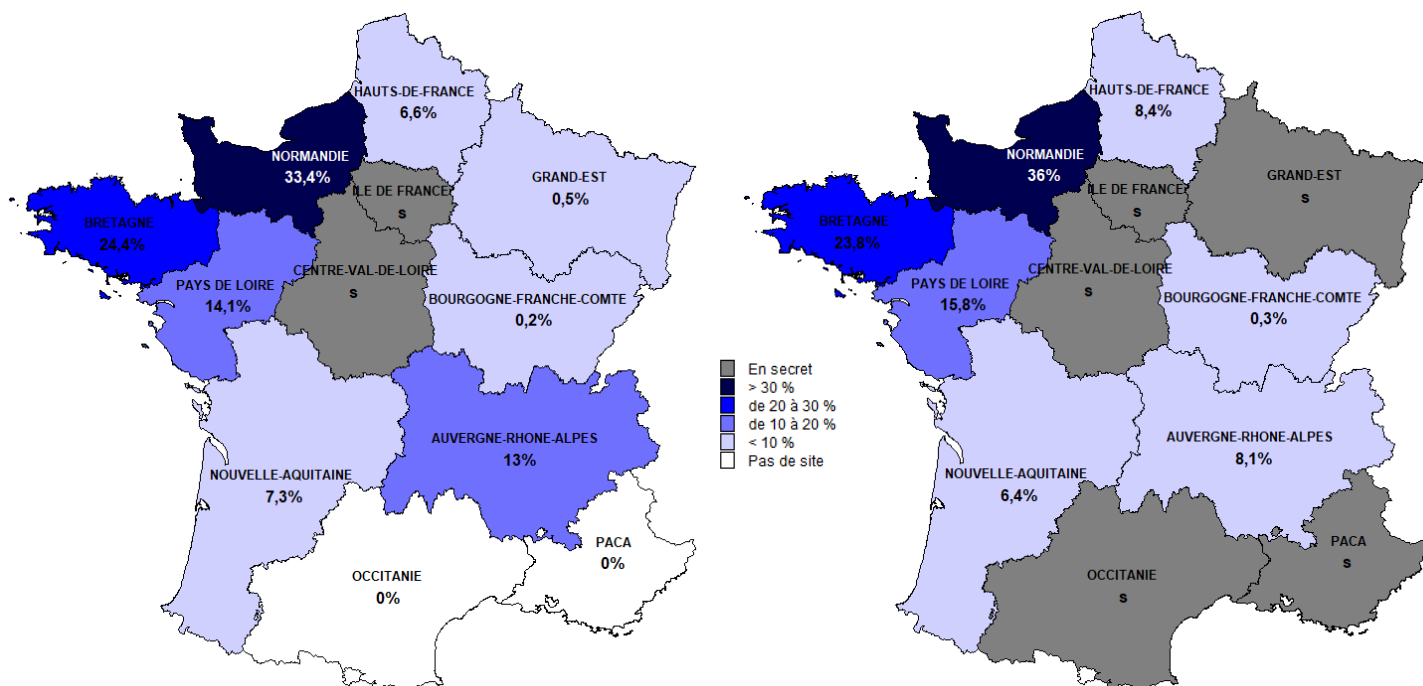 HAUTS-DE-FRANCE
6,6%
NORMANDIE
33,4%
ILE DE FRANCE
s
GRAND-EST
0,5%
BRETAGNE
24,4%
PAYS DE LOIRE
14,1%
CENTRE-VAL-DE-LOIRE
s
BOURGOGNE-FRANCHE-COMTE
0,2%
AUVERGNE-RHONE-ALPES
13%
NOUVELLE-AQUITAINE
7,3%
OCCITANIE
0%
PACA
0%
En secret
> 30 %
de 20 à 30 %
de 10 à 20 %
< 10 %
Pas de site
HAUTS-DE-FRANCE
8,4%
NORMANDIE
36%
ILE DE FRANCE
s
GRAND-EST
s
BRETAGNE
23,8%
PAYS DE LOIRE
15,8%
CENTRE-VAL-DE-LOIRE
s
BOURGOGNE-FRANCHE-COMTE
0,3%
AUVERGNE-RHONE-ALPES
8,1%
NOUVELLE-AQUITAINE
6,4%
OCCITANIE
s
PACA
s